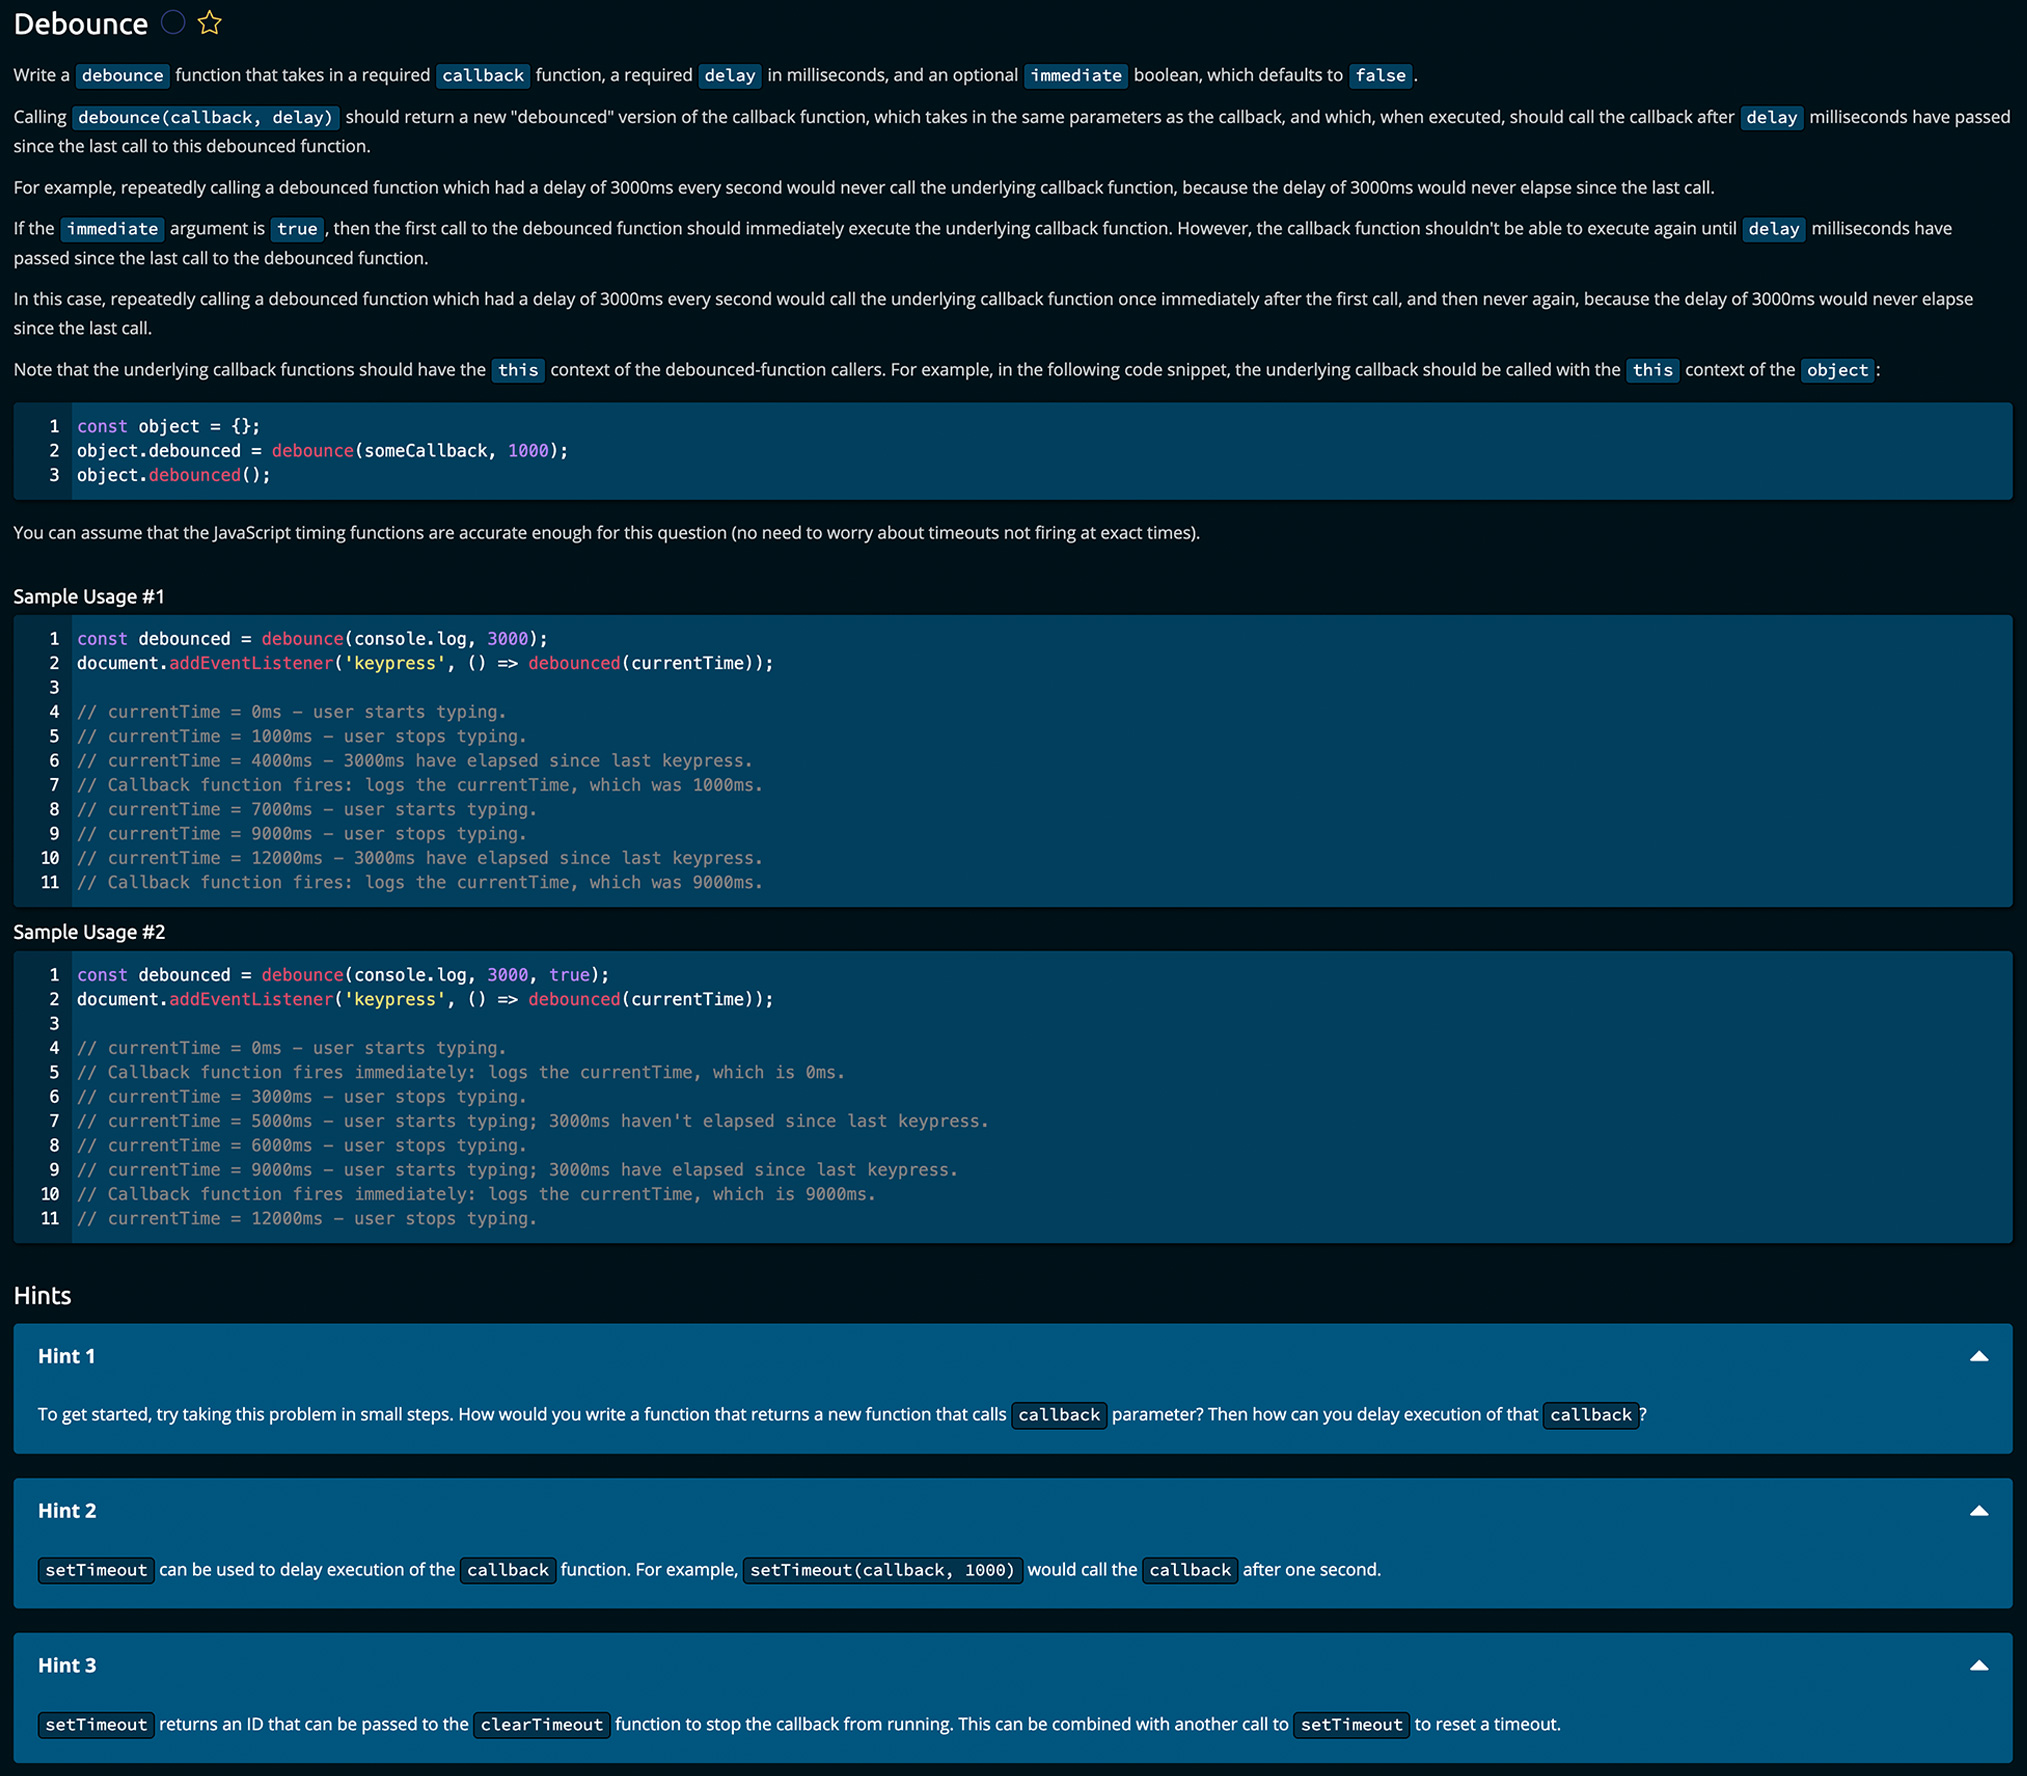 Debounce
Write a debounce function that takes in a required callback function, a required delay in milliseconds, and an optional immediate boolean, which defaults to false.
Calling debounce(callback, delay) should return a new "debounced" version of the callback function, which takes in the same parameters as the callback, and which, when executed, should call the callback after delay milliseconds have passed
since the last call to this debounced function.
For example, repeatedly calling a debounced function which had a delay of 3000ms every second would never call the underlying callback function, because the delay of 3000ms would never elapse since the last call.
If the immediate argument is true, then the first call to the debounced function should immediately execute the underlying callback function. However, the callback function shouldn't be able to execute again until delay milliseconds have
passed since the last call to the debounced function.
In this case, repeatedly calling a debounced function which had a delay of 3000ms every second would call the underlying callback function once immediately after the first call, and then never again, because the delay of 3000ms would never elapse
since the last call.
Note that the underlying callback functions should have the this context of the debounced-function callers. For example, in the following code snippet, the underlying callback should be called with the this context of the object:
1 const object = {};
2 object.debounced = debounce(someCallback, 1000);
3 object.debounced();
You can assume that the JavaScript timing functions are accurate enough for this question (no need to worry about timeouts not firing at exact times).
Sample Usage #1
1 const debounced = debounce(console.log, 3000);
2 document.addEventListener('keypress', () => debounced(currentTime));
3
4 // currentTime = 0ms – user starts typing.
5 // currentTime = 1000ms – user stops typing.
6 // currentTime = 4000ms – 3000ms have elapsed since last keypress.
7 // Callback function fires: logs the currentTime, which was 1000ms.
8 // currentTime = 7000ms – user starts typing.
9 // currentTime = 9000ms – user stops typing.
10 // currentTime = 12000ms – 3000ms have elapsed since last keypress.
11 // Callback function fires: logs the currentTime, which was 9000ms.
Sample Usage #2
1 const debounced = debounce(console.log, 3000, true);
2 document.addEventListener('keypress', () => debounced(currentTime));
3
4 // currentTime = 0ms – user starts typing.
5 // Callback function fires immediately: logs the currentTime, which is 0ms.
6 // currentTime = 3000ms – user stops typing.
7 // currentTime = 5000ms – user starts typing; 3000ms haven't elapsed since last keypress.
8 // currentTime = 6000ms – user stops typing.
9 // currentTime = 9000ms – user starts typing; 3000ms have elapsed since last keypress.
10 // Callback function fires immediately: logs the currentTime, which is 9000ms.
11 // currentTime = 12000ms – user stops typing.
Hints
Hint 1
To get started, try taking this problem in small steps. How would you write a function that returns a new function that calls callback parameter? Then how can you delay execution of that callback?
Hint 2
setTimeout can be used to delay execution of the callback function. For example, setTimeout(callback, 1000) would call the callback after one second.
Hint 3
setTimeout returns an ID that can be passed to the clearTimeout function to stop the callback from running. This can be combined with another call to setTimeout to reset a timeout.